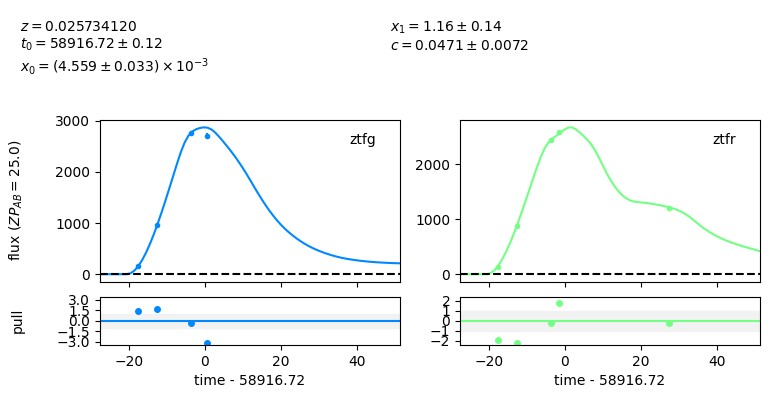 z = 0.025734120
t₀ = 58916.72 ± 0.12
x₀ = (4.559 ± 0.033) × 10⁻³
x₁ = 1.16 ± 0.14
c = 0.0471 ± 0.0072
flux (ZP_AB = 25.0)
3000
2000
1000
0
ztfg
2000
1000
0
ztfr
pull
3.0
1.5
0.0
−1.5
−3.0
−20 0 20 40
time - 58916.72
2
1
0
−1
−2
−20 0 20 40
time - 58916.72